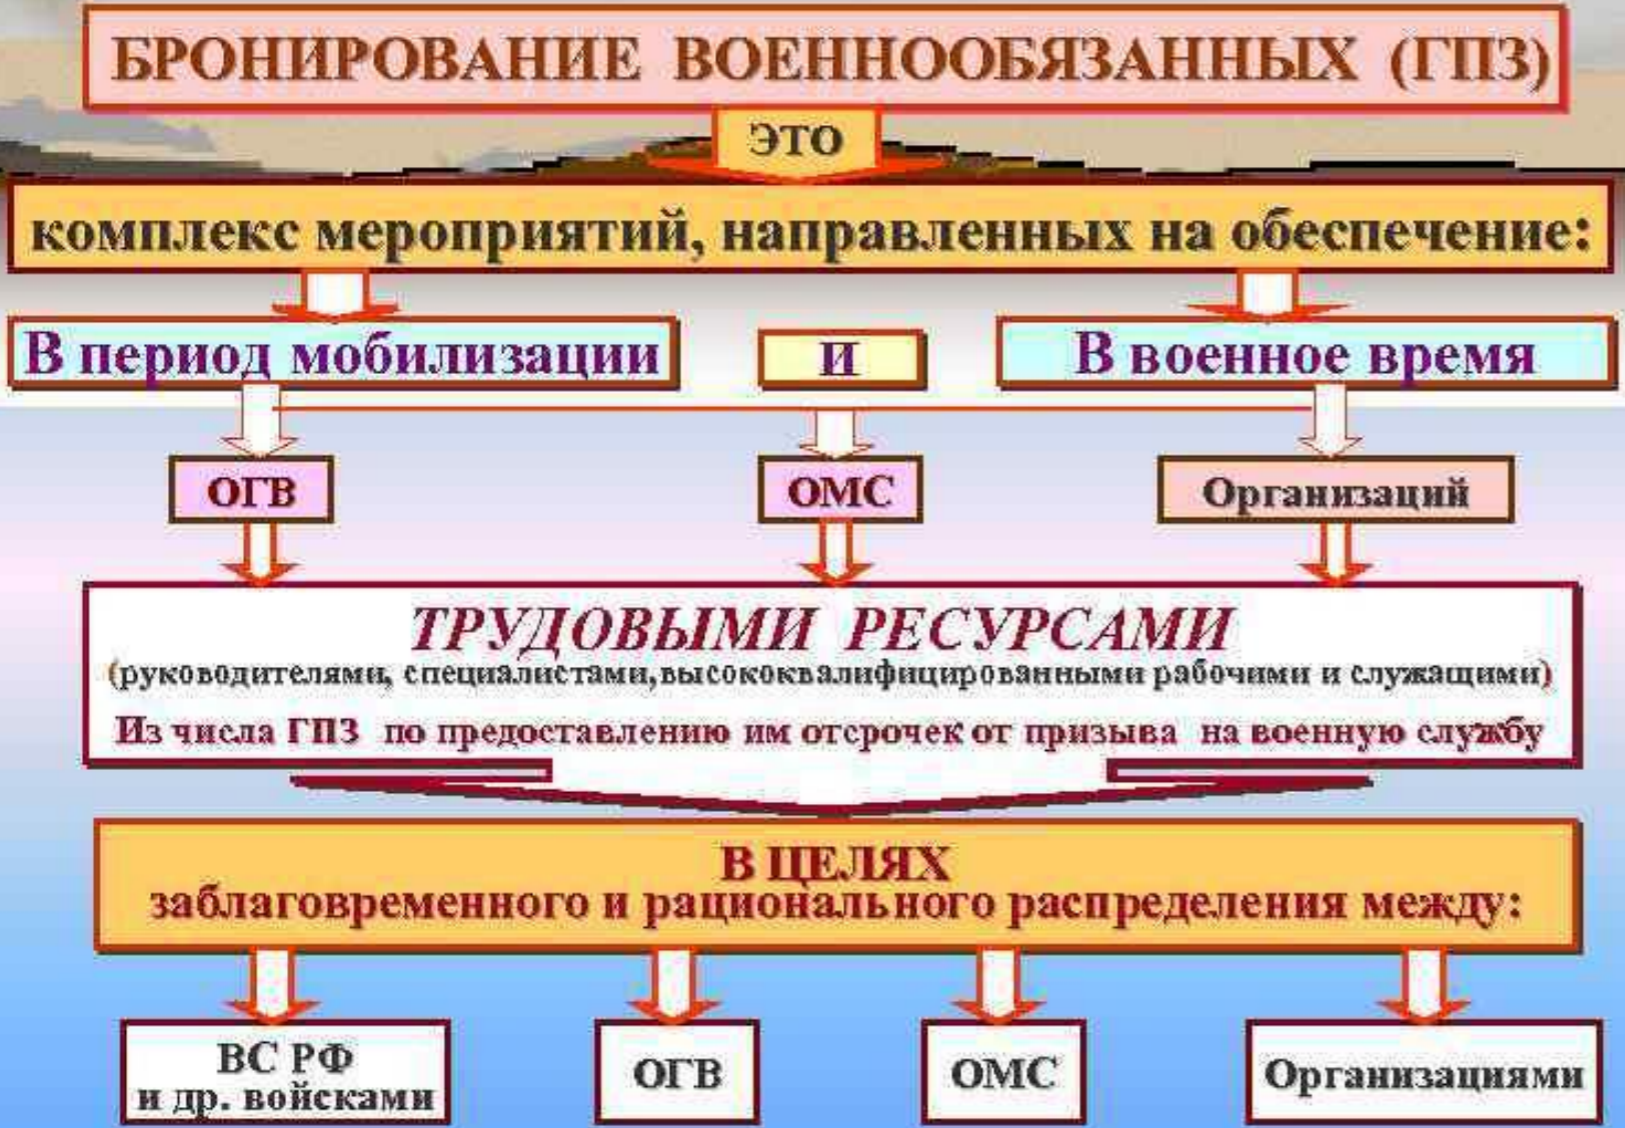 БРОНИРОВАНИЕ ВОЕННООБЯЗАННЫХ (ГПЗ)
ЭТО
комплекс мероприятий, направленных на обеспечение:
В период мобилизации
И
В военное время
ОГВ
ОМС
Организаций
ТРУДОВЫМИ РЕСУРСАМИ
(руководителями, специалистами, высококвалифицированными рабочими и служащими)
Из числа ГПЗ по предоставлению им отсрочек от призыва на военную службу
В ЦЕЛЯХ
заблаговременного и рационального распределения между:
ВС РФ
и др. войсками
ОГВ
ОМС
Организациями